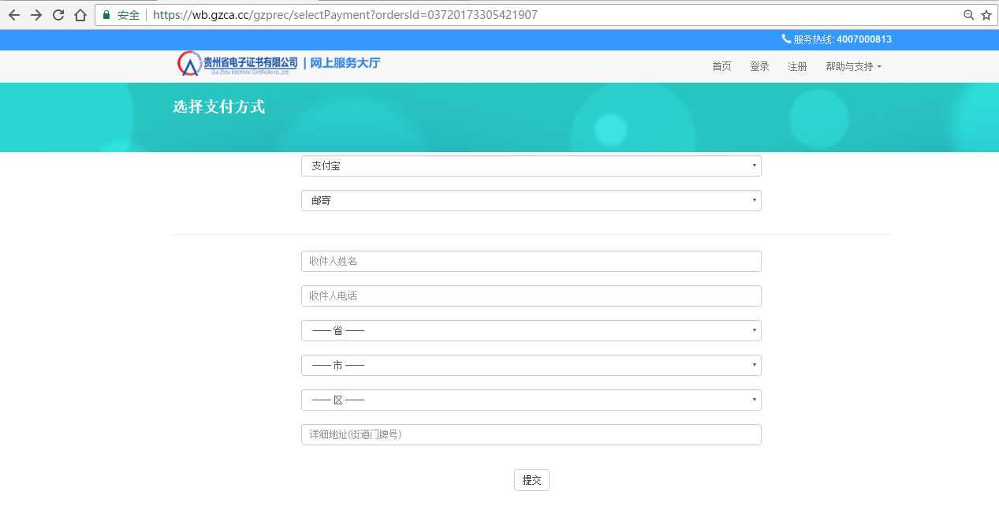 安全 https://wb.gzca.cc/gzprec/selectPayment?ordersId=03720173305421907
服务热线: 4007000813
贵州省电子证书有限公司 | 网上服务大厅
Gui Zhou Electronic Certificate co.,Ltd.
首页 登录 注册 帮助与支持
选择支付方式
支付宝
邮寄
收件人姓名
收件人电话
—— 省 ——
—— 市 ——
—— 区 ——
详细地址(街道门牌号)
提交